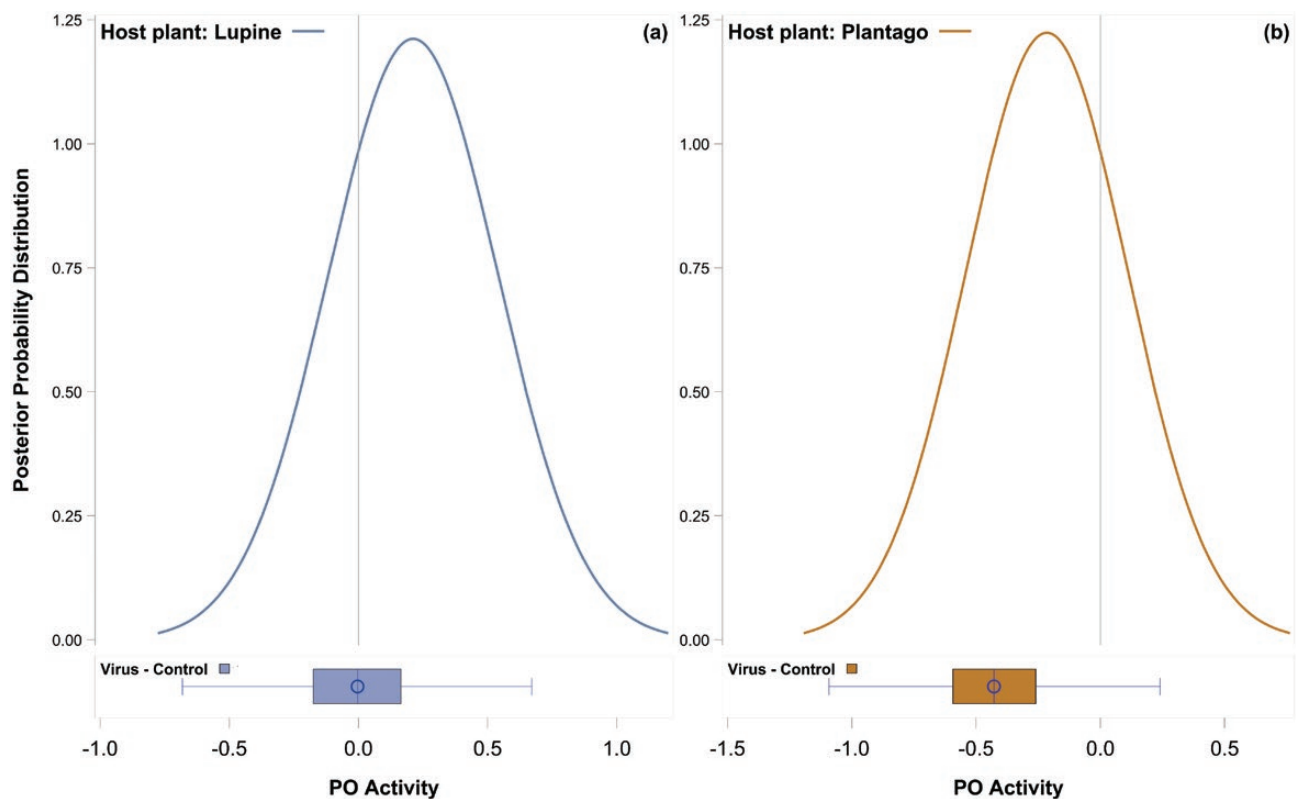 Host plant: Lupine
(a)
Host plant: Plantago
(b)
Posterior Probability Distribution
1.25
1.00
0.75
0.50
0.25
0.00
1.25
1.00
0.75
0.50
0.25
0.00
Virus - Control
Virus - Control
-1.0 -0.5 0.0 0.5 1.0
-1.5 -1.0 -0.5 0.0 0.5
PO Activity
PO Activity